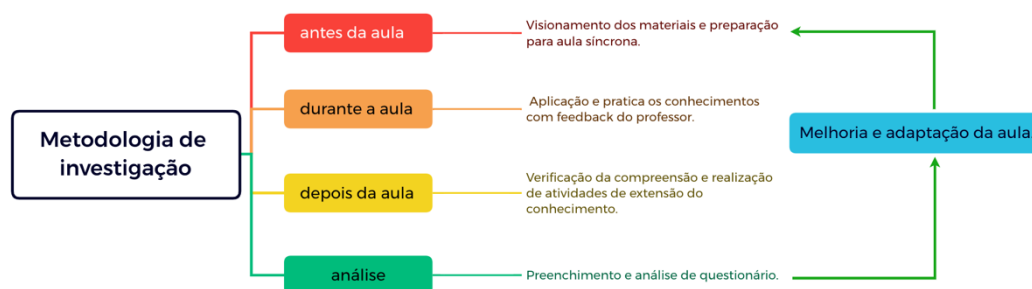 Metodologia de
investigação
antes da aula
Visionamento dos materiais e preparação
para aula síncrona.
durante a aula
Aplicação e pratica os conhecimentos
com feedback do professor.
depois da aula
Verificação da compreensão e realização
de atividades de extensão do
conhecimento.
análise
Preenchimento e análise de questionário.
Melhoria e adaptação da aula